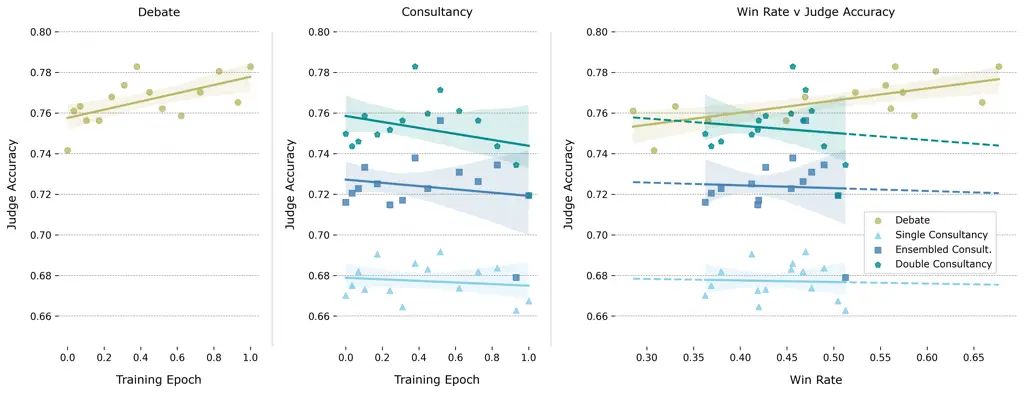 Debate
Consultancy
Win Rate v Judge Accuracy
Judge Accuracy
0.80
0.78
0.76
0.74
0.72
0.70
0.68
0.66
0.0 0.2 0.4 0.6 0.8 1.0
Training Epoch
0.80
0.78
0.76
0.74
0.72
0.70
0.68
0.66
Judge Accuracy
0.0 0.2 0.4 0.6 0.8 1.0
Training Epoch
0.80
0.78
0.76
0.74
0.72
0.70
0.68
0.66
Judge Accuracy
0.30 0.35 0.40 0.45 0.50 0.55 0.60 0.65
Win Rate
Debate
Single Consultancy
Ensembled Consult.
Double Consultancy